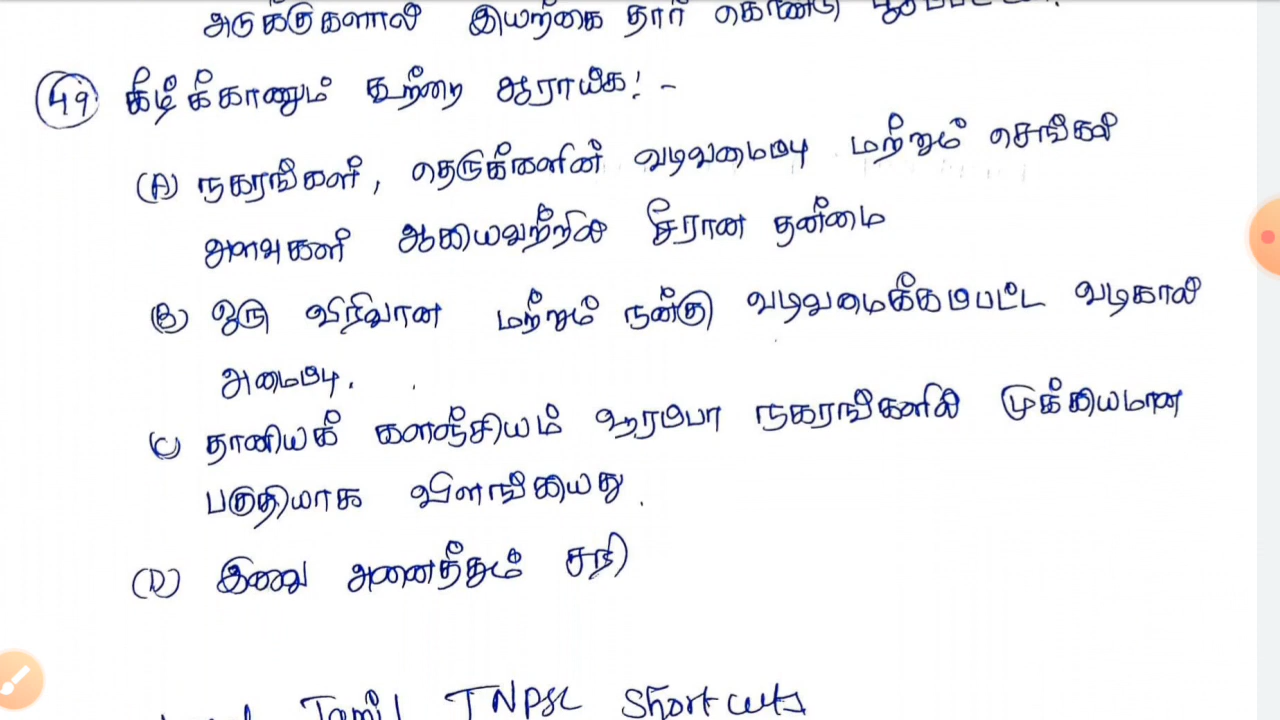 அடுக்குகளால் இயற்கை தார் கொண்டு
49 கீழ்க்காணும் கூற்றை ஆராய்க! -
(A) நகரங்கள், தெருக்களின் வடிவமைப்பு மற்றும் செங்கல்
அளவுகள் ஆகியவற்றில் சீரான தன்மை
(B) ஒரு விரிவான மற்றும் நன்கு வடிவமைக்கப்பட்ட வடிகால்
அமைப்பு.
(C) தானியக் களஞ்சியம் ஹரப்பா நகரங்களில் முக்கியமான
பகுதியாக விளங்கியது.
(D) இவை அனைத்தும் சரி
Tamil TNPSC Shortcuts